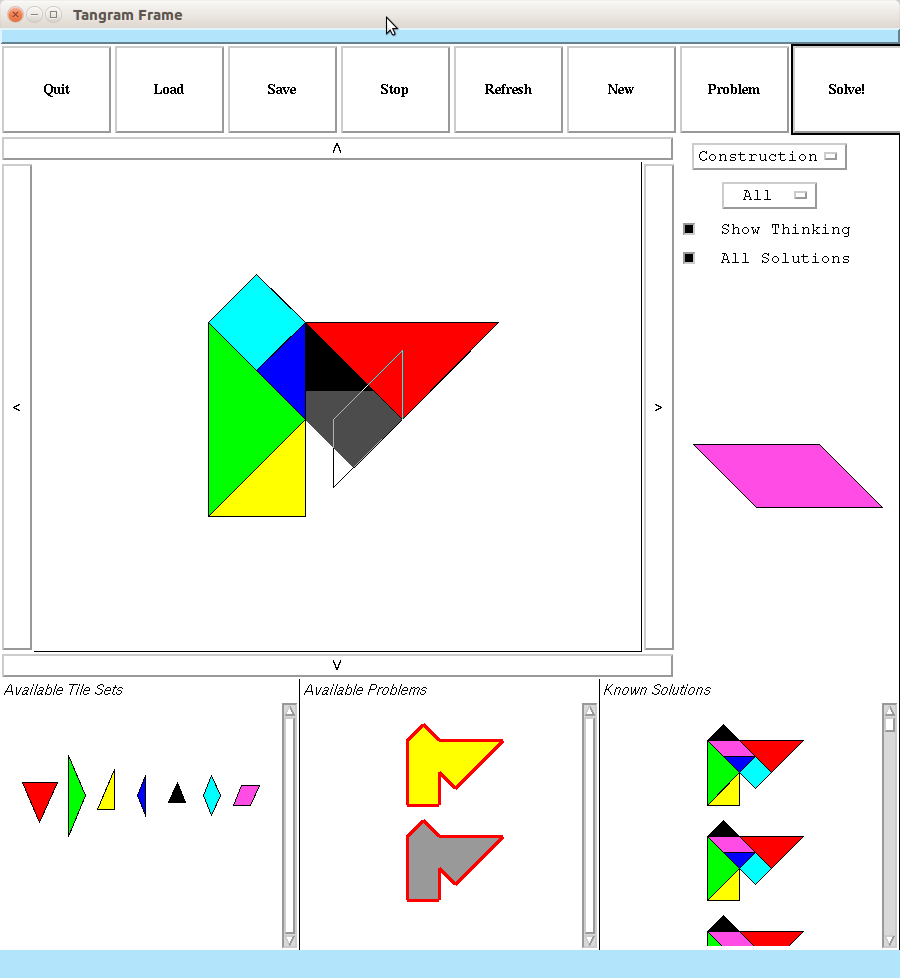 Tangram Frame
Quit Load Save Stop Refresh New Problem Solve!
Λ
Construction
All
Show Thinking
All Solutions
< >
V
Available Tile Sets Available Problems Known Solutions